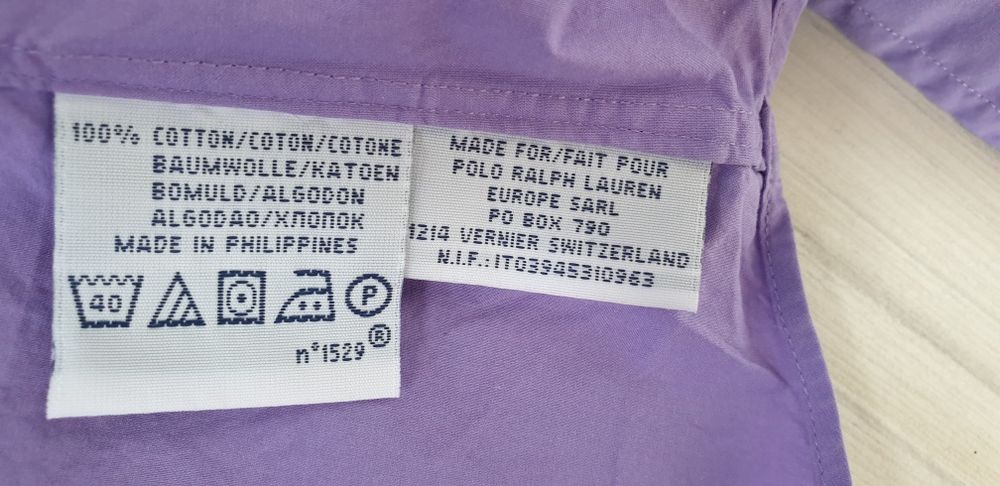 100% COTTON/COTON/COTONE
BAUMWOLLE/KATOEN
BOMULD/ALGODON
ALGODAO/ХЛОПОК
MADE IN PHILIPPINES
40
P
n°1529 ®
MADE FOR/FAIT POUR
POLO RALPH LAUREN
EUROPE SARL
PO BOX 790
1214 VERNIER SWITZERLAND
N.I.F.: IT03945310963